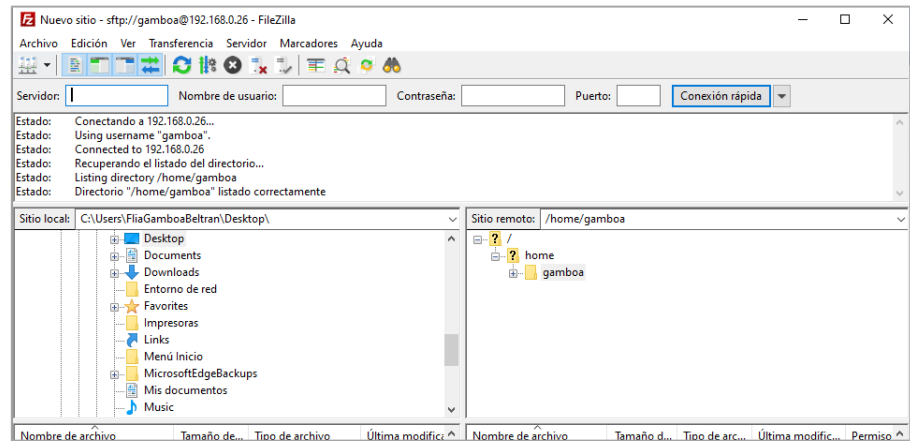 Nuevo sitio - sftp://gamboa@192.168.0.26 - FileZilla
Archivo Edición Ver Transferencia Servidor Marcadores Ayuda
Servidor: Nombre de usuario: Contraseña: Puerto: Conexión rápida
Estado: Conectando a 192.168.0.26...
Estado: Using username "gamboa".
Estado: Connected to 192.168.0.26
Estado: Recuperando el listado del directorio...
Estado: Listing directory /home/gamboa
Estado: Directorio "/home/gamboa" listado correctamente
Sitio local: C:\Users\FliaGamboaBeltran\Desktop\
Desktop
Documents
Downloads
Entorno de red
Favorites
Impresoras
Links
Menú Inicio
MicrosoftEdgeBackups
Mis documentos
Music
Nombre de archivo Tamaño de... Tipo de archivo Última modifica
Sitio remoto: /home/gamboa
/
home
gamboa
Nombre de archivo Tamaño d... Tipo de arc... Última modific... Permiso